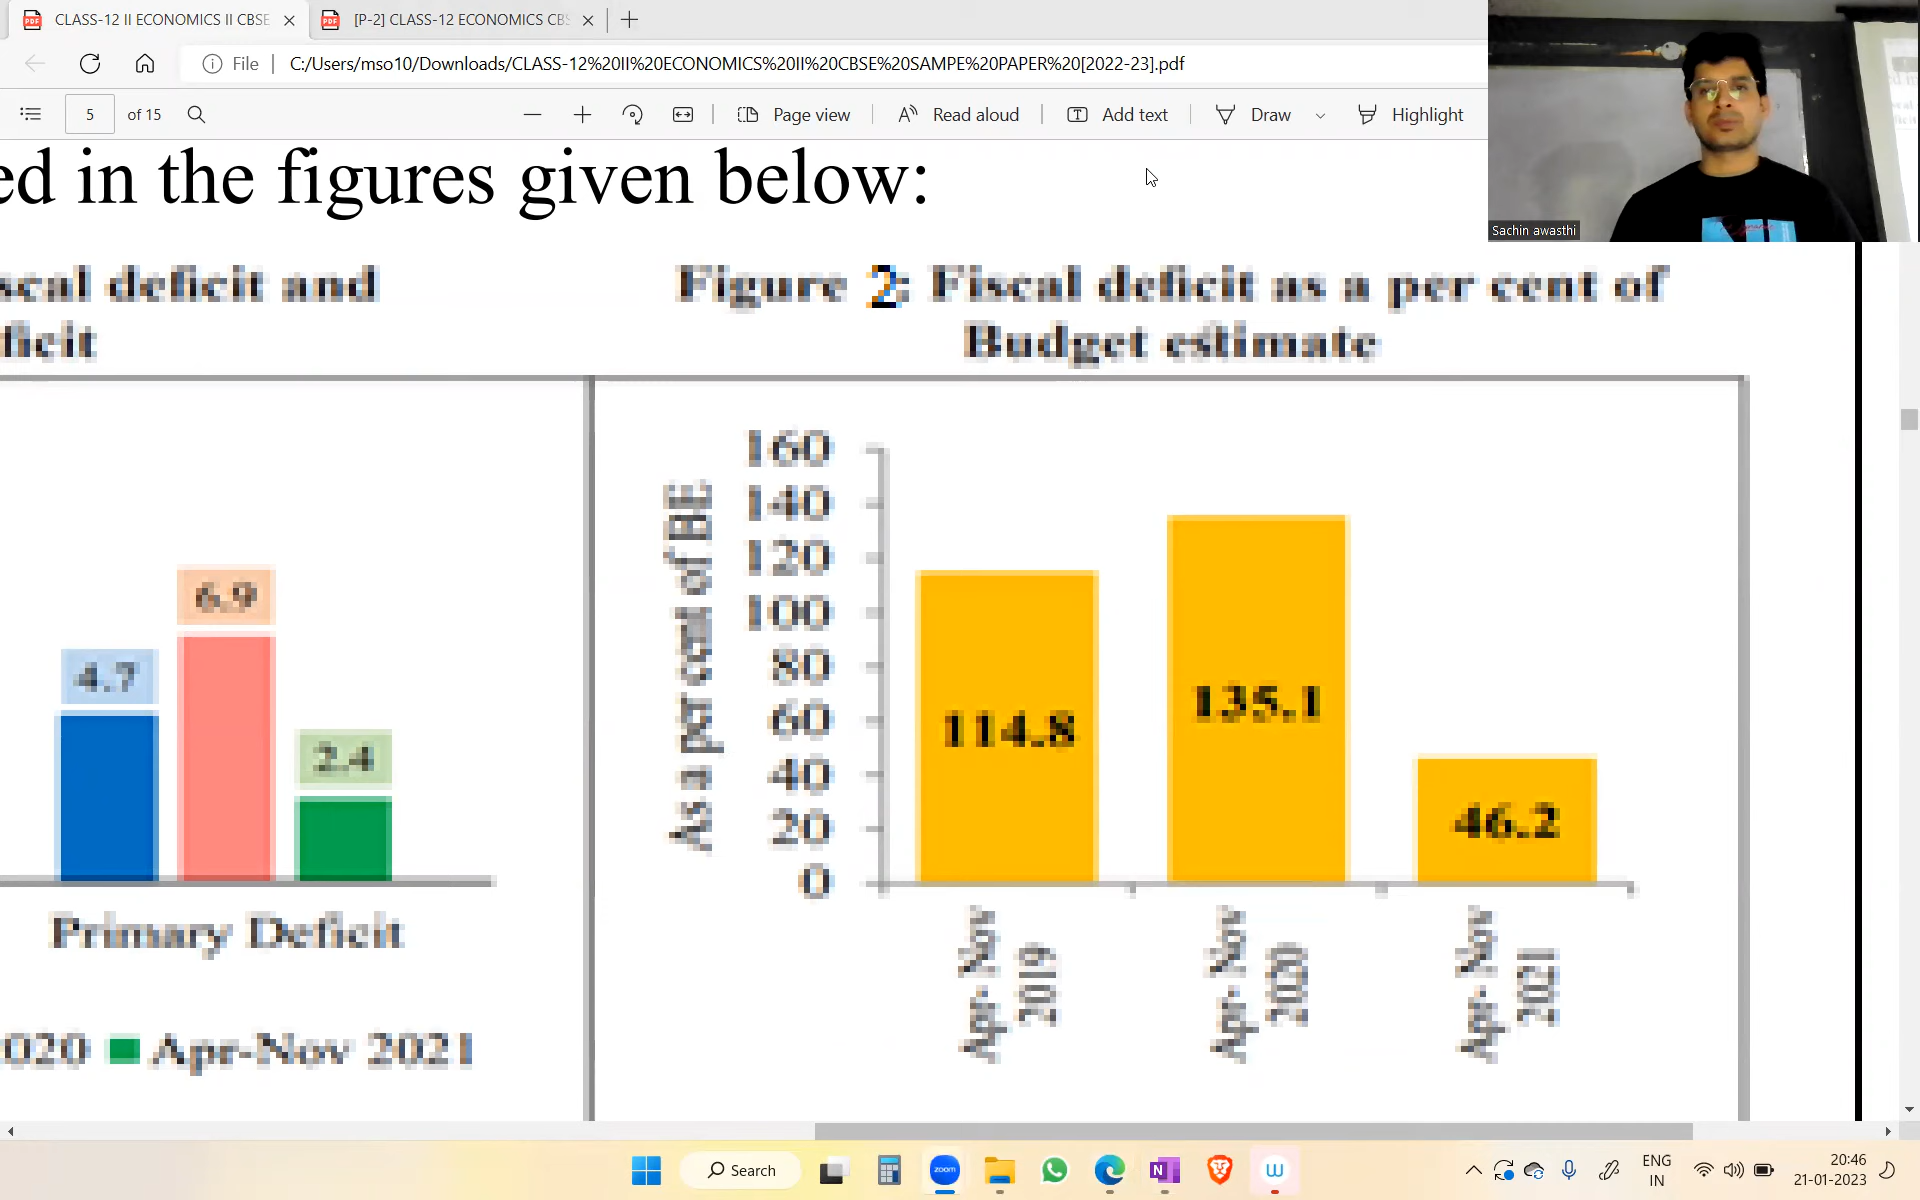 CLASS-12 II ECONOMICS II CBSE
[P-2] CLASS-12 ECONOMICS CBS
File
C:/Users/mso10/Downloads/CLASS-12%20II%20ECONOMICS%20II%20CBSE%20SAMPE%20PAPER%20[2022-23].pdf
5 of 15
Page view
Read aloud
Add text
Draw
Highlight
Sachin awasthi
ed in the figures given below:
scal deficit and
ficit
4.7
6.9
2.4
Primary Deficit
020 Apr-Nov 2021
Figure 2: Fiscal deficit as a per cent of
Budget estimate
As a per cent of BE
160
140
120
100
80
60
40
20
0
114.8
135.1
46.2
Apr-Nov 2019
Apr-Nov 2020
Apr-Nov 2021
Search
zoom
ENG
IN
20:46
21-01-2023